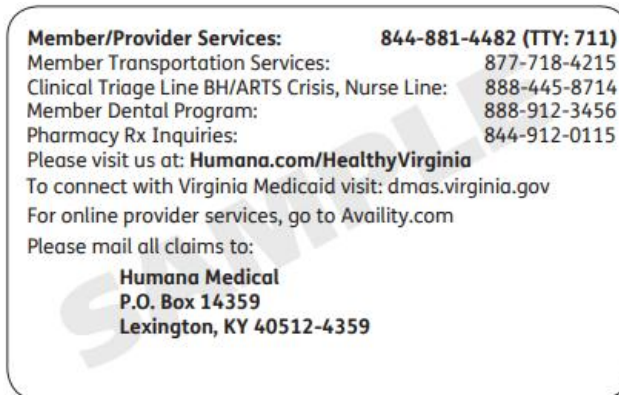 Member/Provider Services: 844-881-4482 (TTY: 711)
Member Transportation Services: 877-718-4215
Clinical Triage Line BH/ARTS Crisis, Nurse Line: 888-445-8714
Member Dental Program: 888-912-3456
Pharmacy Rx Inquiries: 844-912-0115
Please visit us at: Humana.com/HealthyVirginia
To connect with Virginia Medicaid visit: dmas.virginia.gov
For online provider services, go to Availity.com
Please mail all claims to:
Humana Medical
P.O. Box 14359
Lexington, KY 40512-4359
SAMPLE